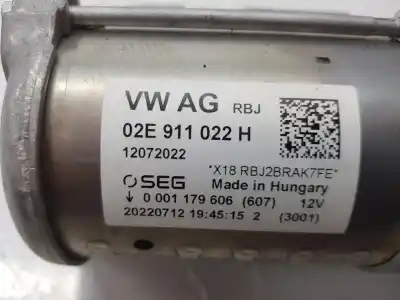 VW AG RBJ
02E 911 022 H
12072022
*X18 RBJ2BRAK7FE*
SEG Made in Hungary
0 001 179 606 (607) 12V
20220712 19:45:15 2 (3001)